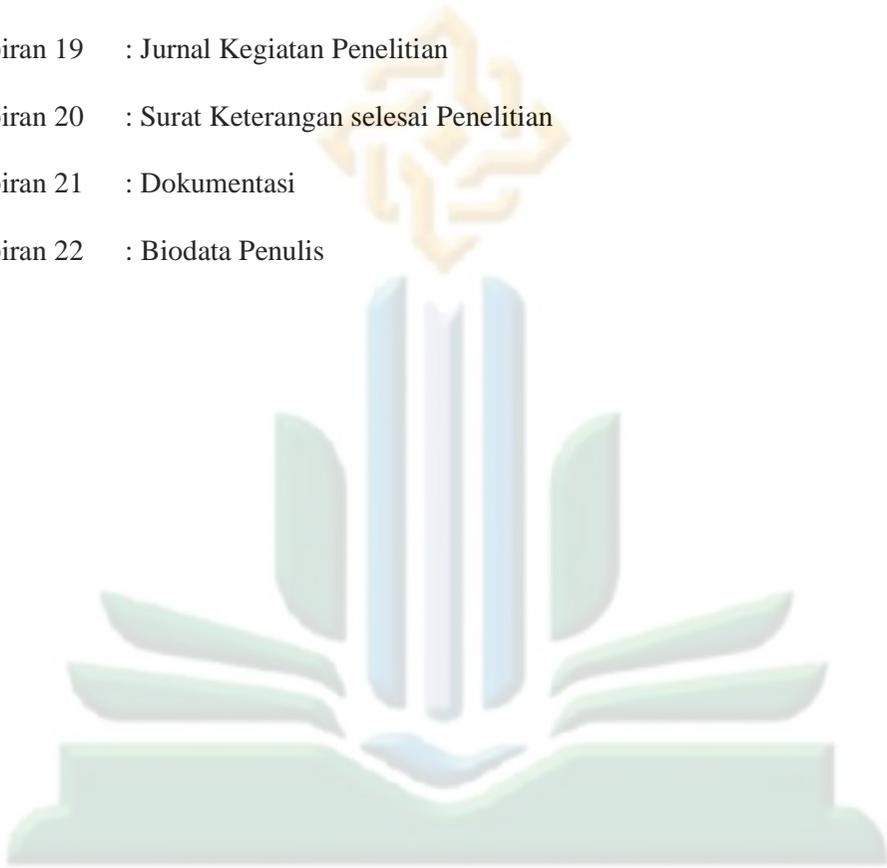 iran 19 : Jurnal Kegiatan Penelitian
iran 20 : Surat Keterangan selesai Penelitian
iran 21 : Dokumentasi
iran 22 : Biodata Penulis